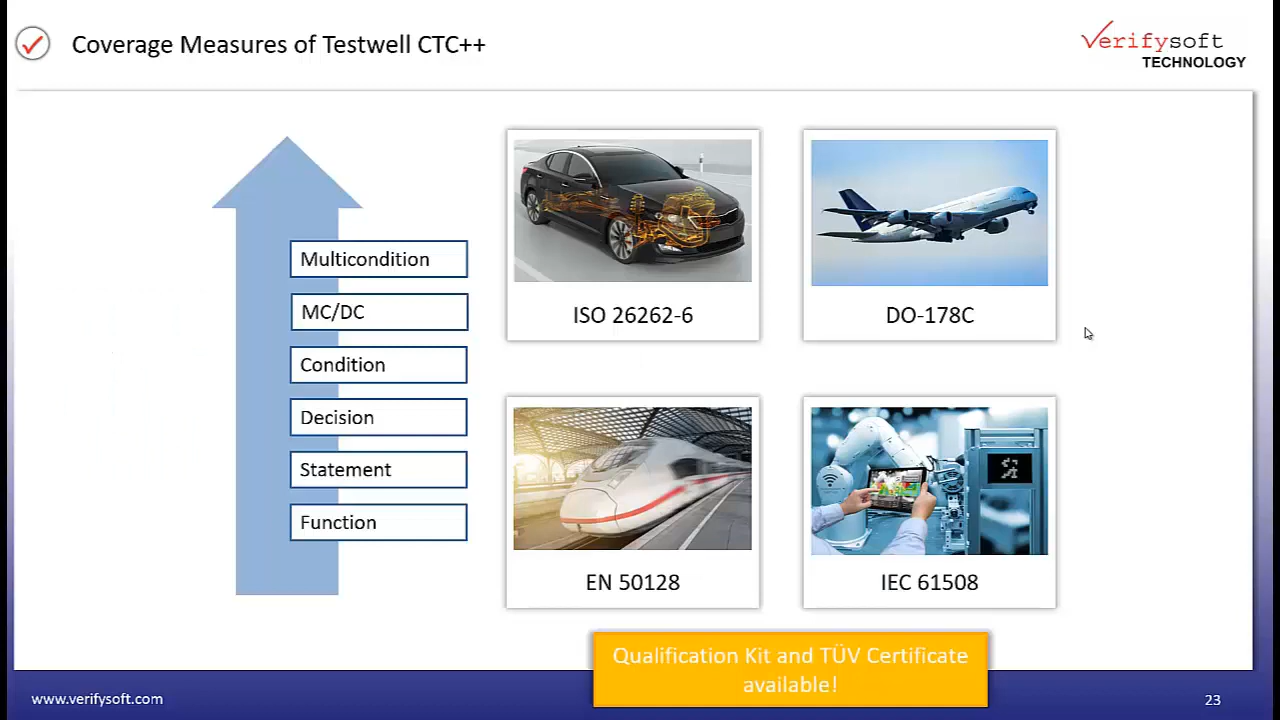 Coverage Measures of Testwell CTC++
Verifysoft
TECHNOLOGY
Multicondition
MC/DC
Condition
Decision
Statement
Function
ISO 26262-6
DO-178C
EN 50128
IEC 61508
Qualification Kit and TÜV Certificate
available!
www.verifysoft.com
23